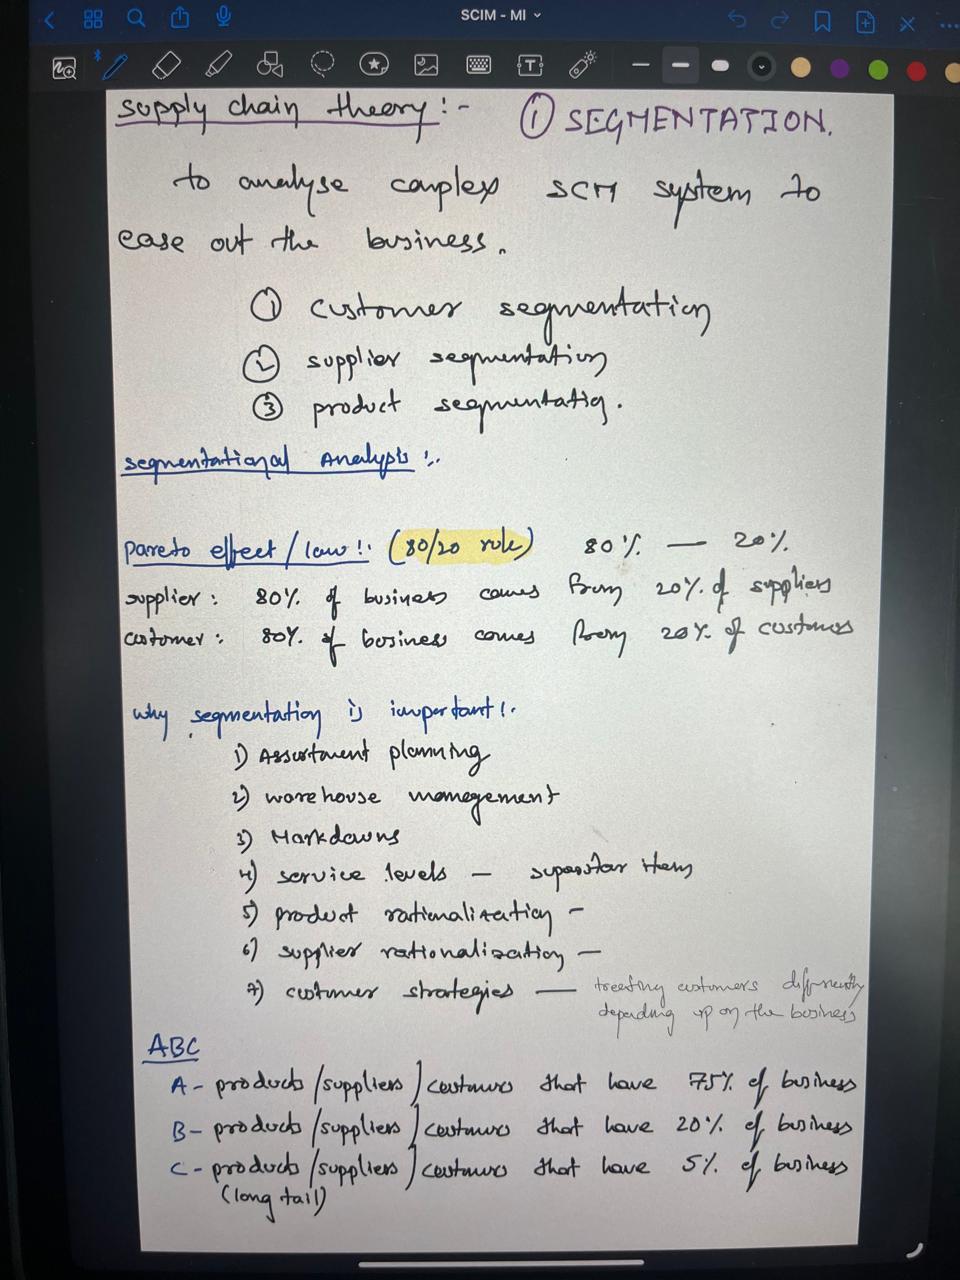 SCIM - MI
supply chain theory :- ① SEGMENTATION.
to analyse complex SCM system to
ease out the business.
① customer segmentation
② supplier segmentation
③ product segmentation.
segmentational Analysis :.
pareto effect/law :. (80/20 rule) 80% — 20%
supplier : 80% of business comes from 20% of suppliers
customer : 80% of business comes from 20% of customers
why segmentation is important :.
1) Assortment planning
2) warehouse management
3) Markdowns
4) service levels — superstar items
5) product rationalization –
6) supplier rationalization —
7) customer strategies — treating customers differently
depending up on the business
ABC
A - products/suppliers/customers that have 75% of business
B - products/suppliers/customers that have 20% of business
C - products/suppliers/customers that have 5% of business
(long tail)